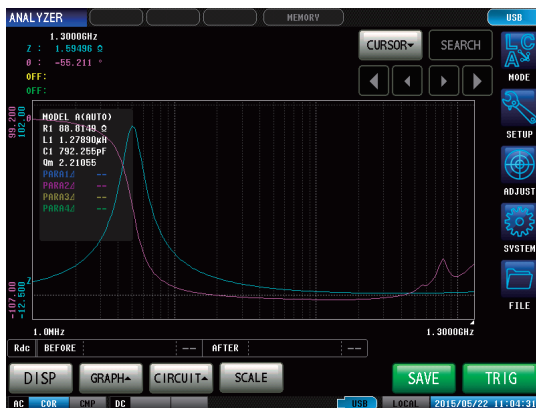 ANALYZER MEMORY USB
1.3000GHz
Z : 1.59496 Ω
θ : -55.211 °
OFF:
OFF:
CURSOR SEARCH
MODE
SETUP
ADJUST
SYSTEM
FILE
99.200
102.00
θ
MODEL A(AUTO)
R1 88.8149 Ω
L1 1.27890µH
C1 792.255pF
Qm 2.21055
PARA1∠ --
PARA2∠ --
PARA3∠ --
PARA4∠ --
Z
-107.00
-12.500
1.0MHz 1.3000GHz
Rdc BEFORE -- AFTER --
DISP GRAPH CIRCUIT SCALE SAVE TRIG
AC COR CMP DC USB LOCAL 2015/05/22 11:04:31